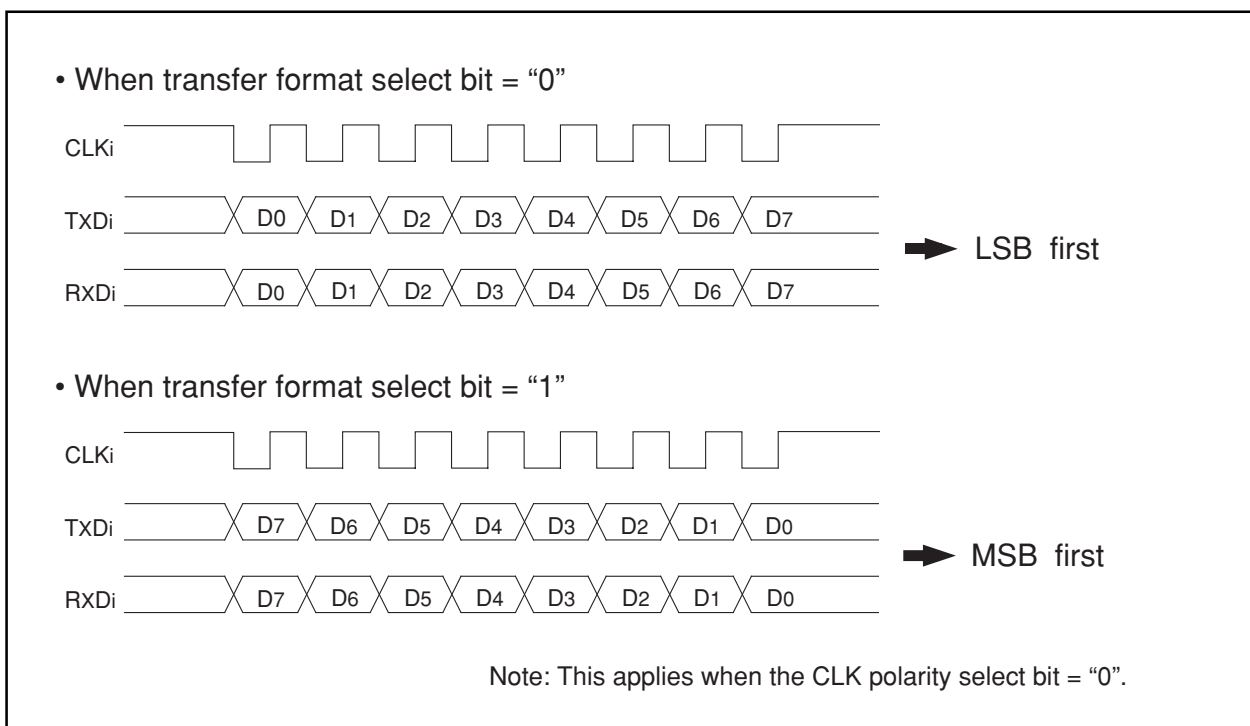 • When transfer format select bit = “0”
CLKi
TXDi D0 D1 D2 D3 D4 D5 D6 D7
LSB first
RXDi D0 D1 D2 D3 D4 D5 D6 D7
• When transfer format select bit = “1”
CLKi
TXDi D7 D6 D5 D4 D3 D2 D1 D0
MSB first
RXDi D7 D6 D5 D4 D3 D2 D1 D0
Note: This applies when the CLK polarity select bit = “0”.